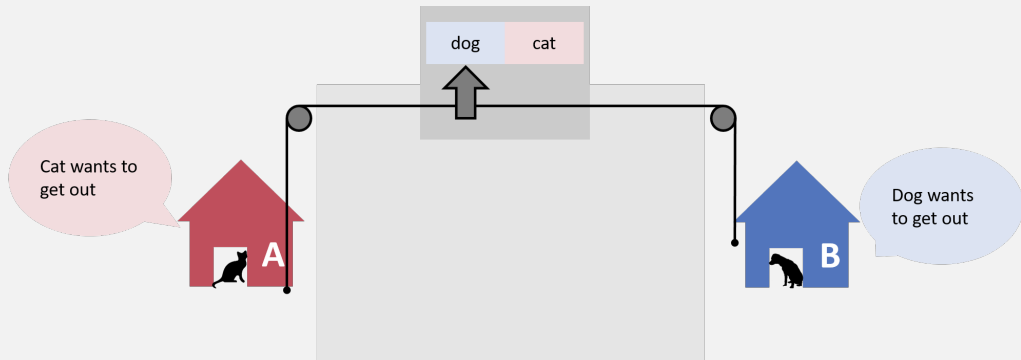 dog cat
Cat wants to
get out
Dog wants
to get out
A
B